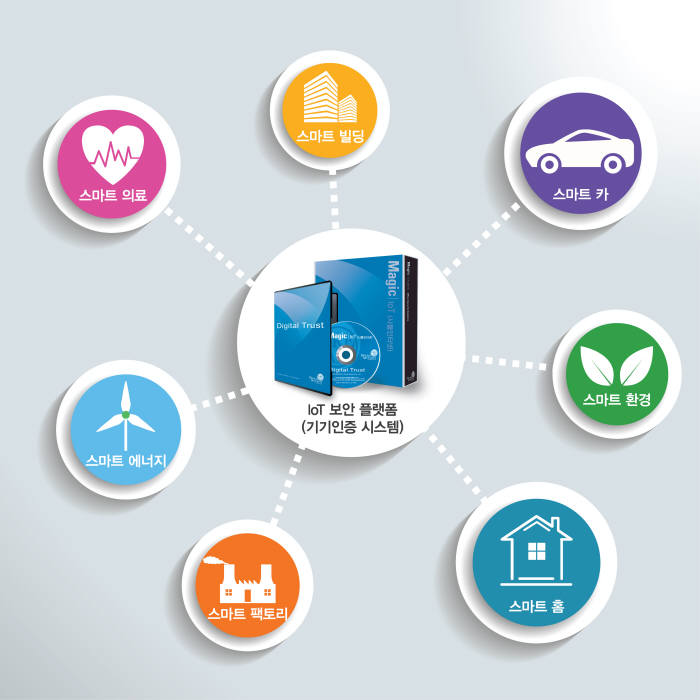 스마트 빌딩
스마트 의료
스마트 카
Magic IoT
Digital Trust
Magic IoT
Digital Trust
IoT 보안 플랫폼
(기기인증 시스템)
스마트 환경
스마트 에너지
스마트 팩토리
스마트 홈